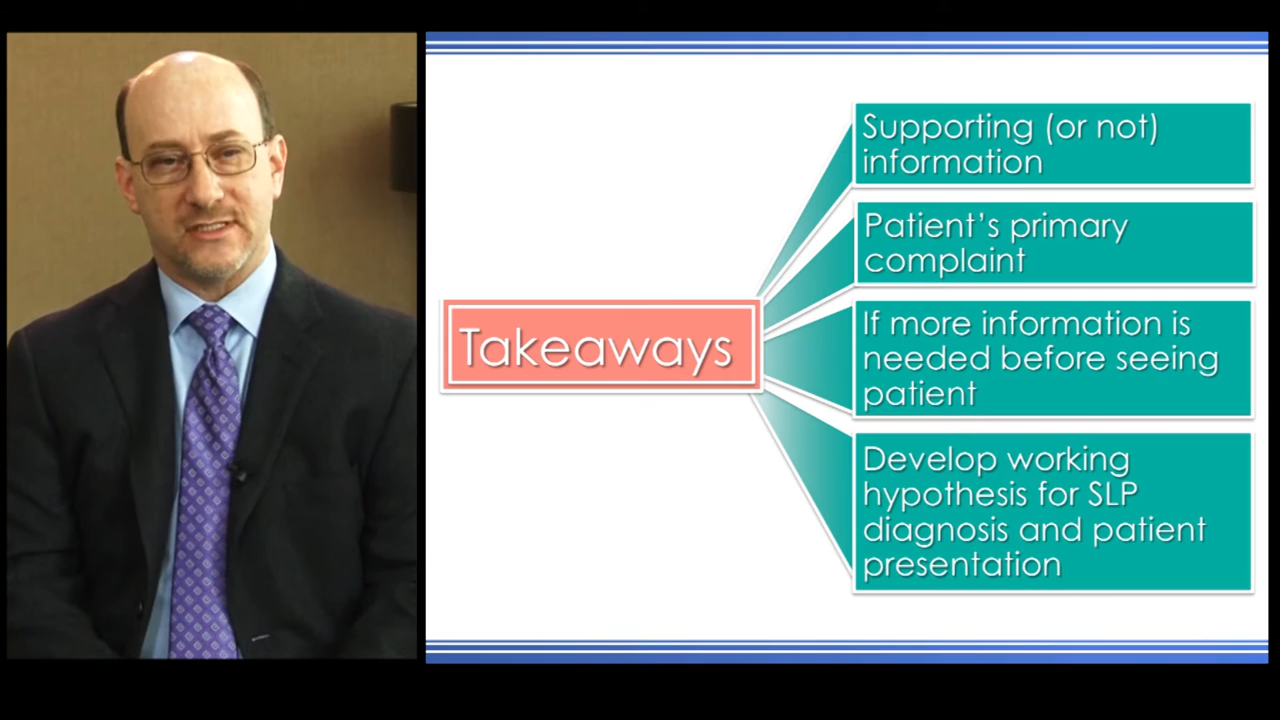 Takeaways
Supporting (or not)
information
Patient’s primary
complaint
If more information is
needed before seeing
patient
Develop working
hypothesis for SLP
diagnosis and patient
presentation